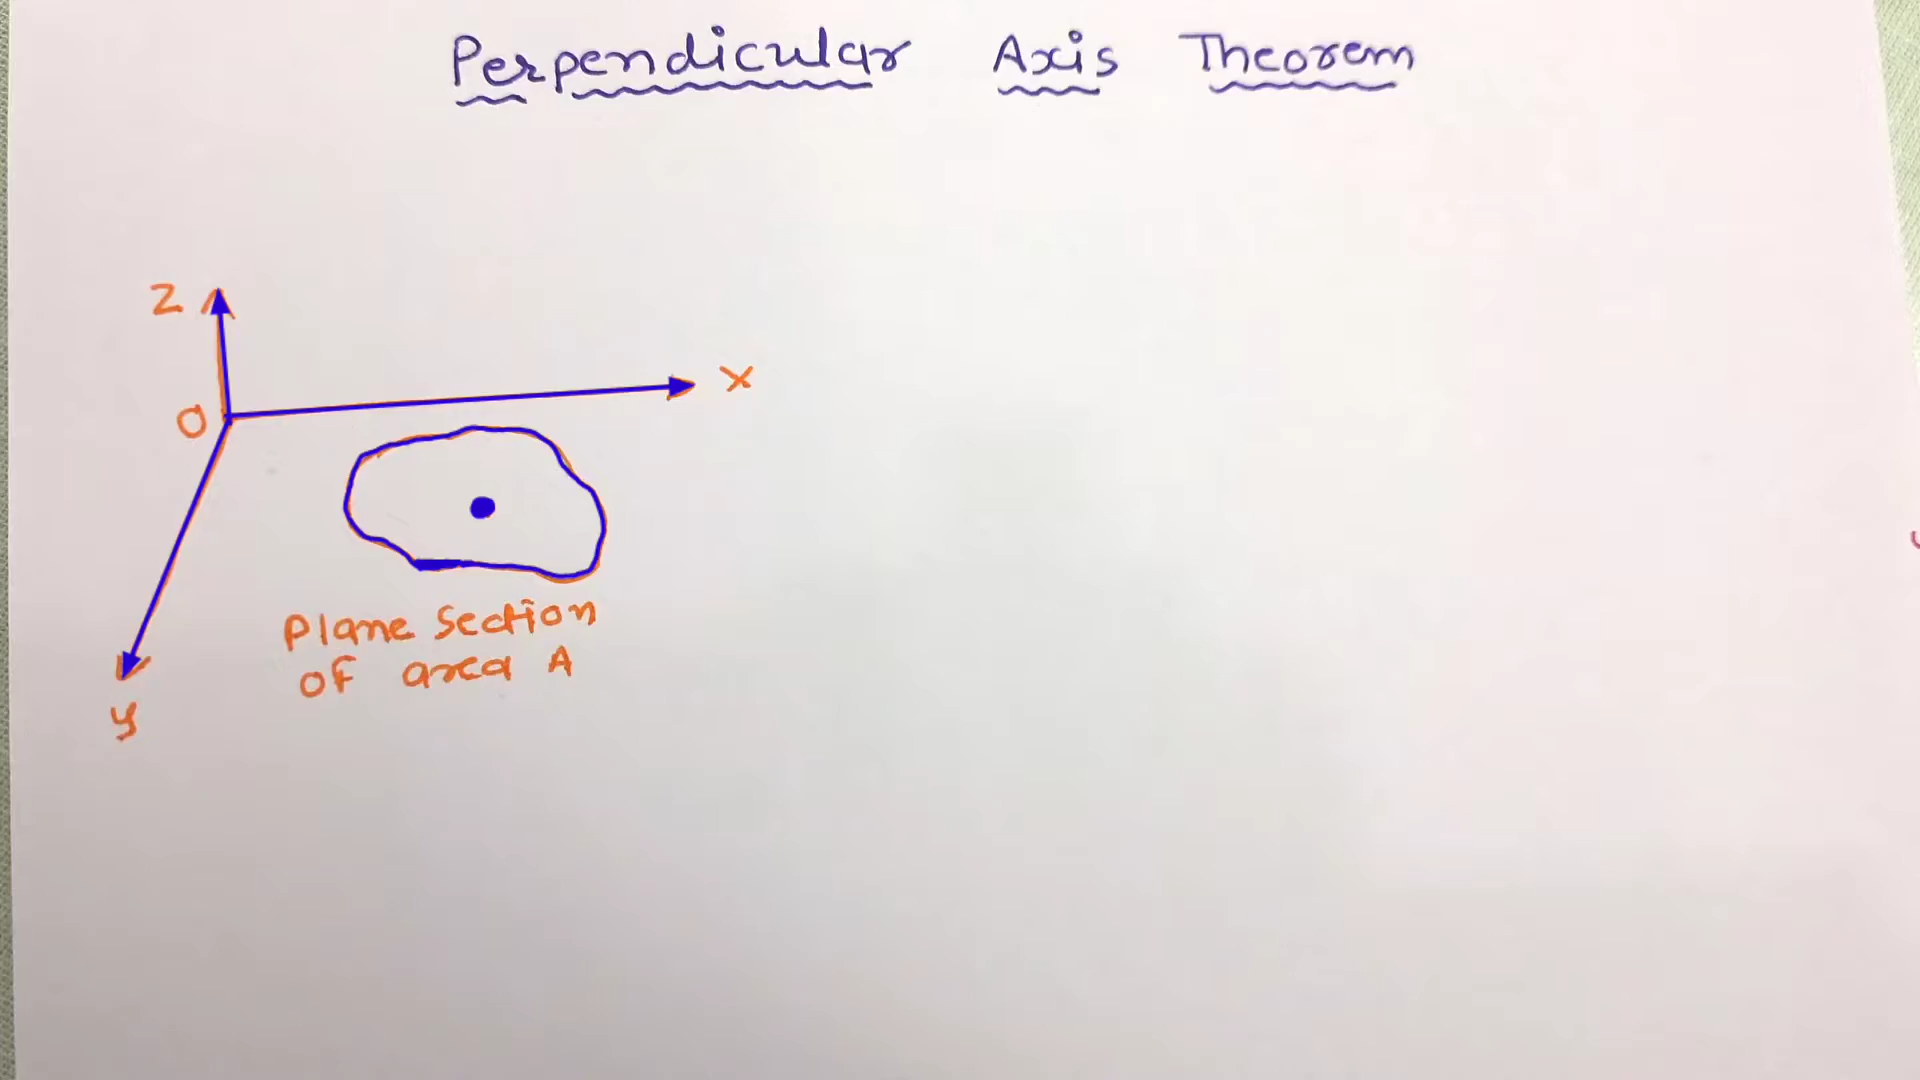 Perpendicular Axis Theorem
Z
X
O
Plane Section
of area A
y